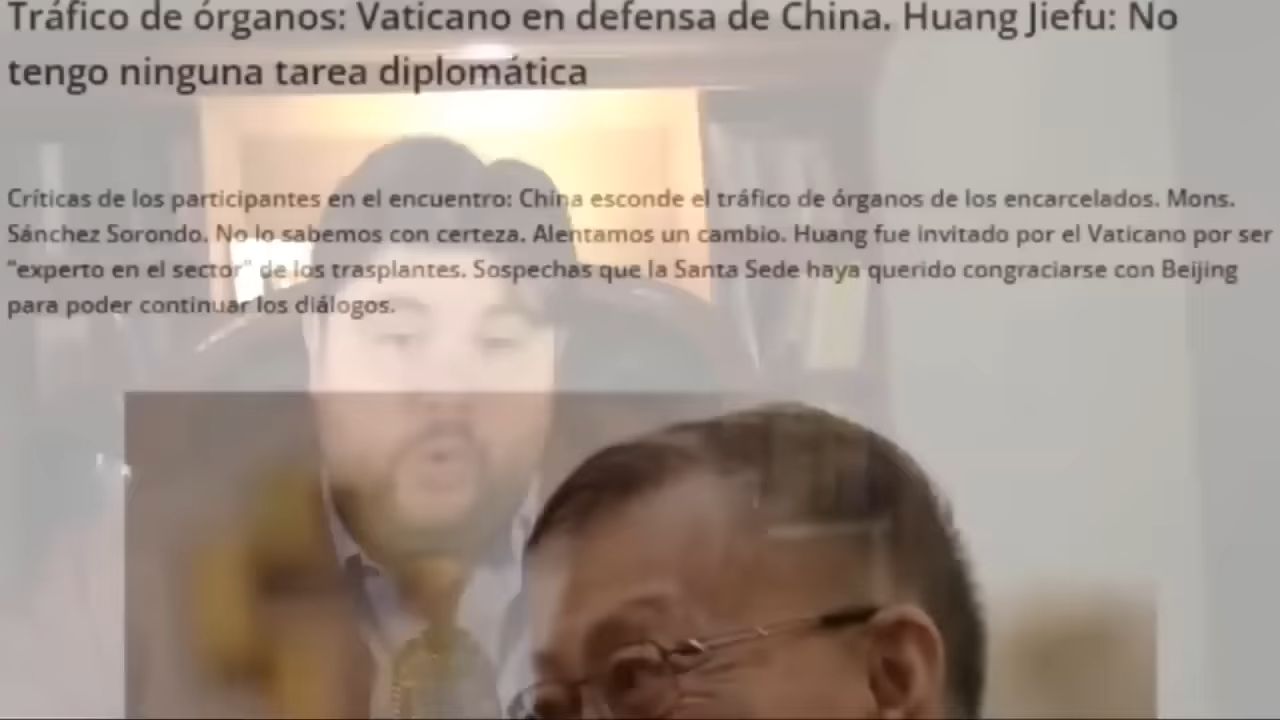 Tráfico de órganos: Vaticano en defensa de China. Huang Jiefu: No
tengo ninguna tarea diplomática
Críticas de los participantes en el encuentro: China esconde el tráfico de órganos de los encarcelados. Mons.
Sánchez Sorondo. No lo sabemos con certeza. Alentamos un cambio. Huang fue invitado por el Vaticano por ser
"experto en el sector" de los trasplantes. Sospechas que la Santa Sede haya querido congraciarse con Beijing
para poder continuar los diálogos.